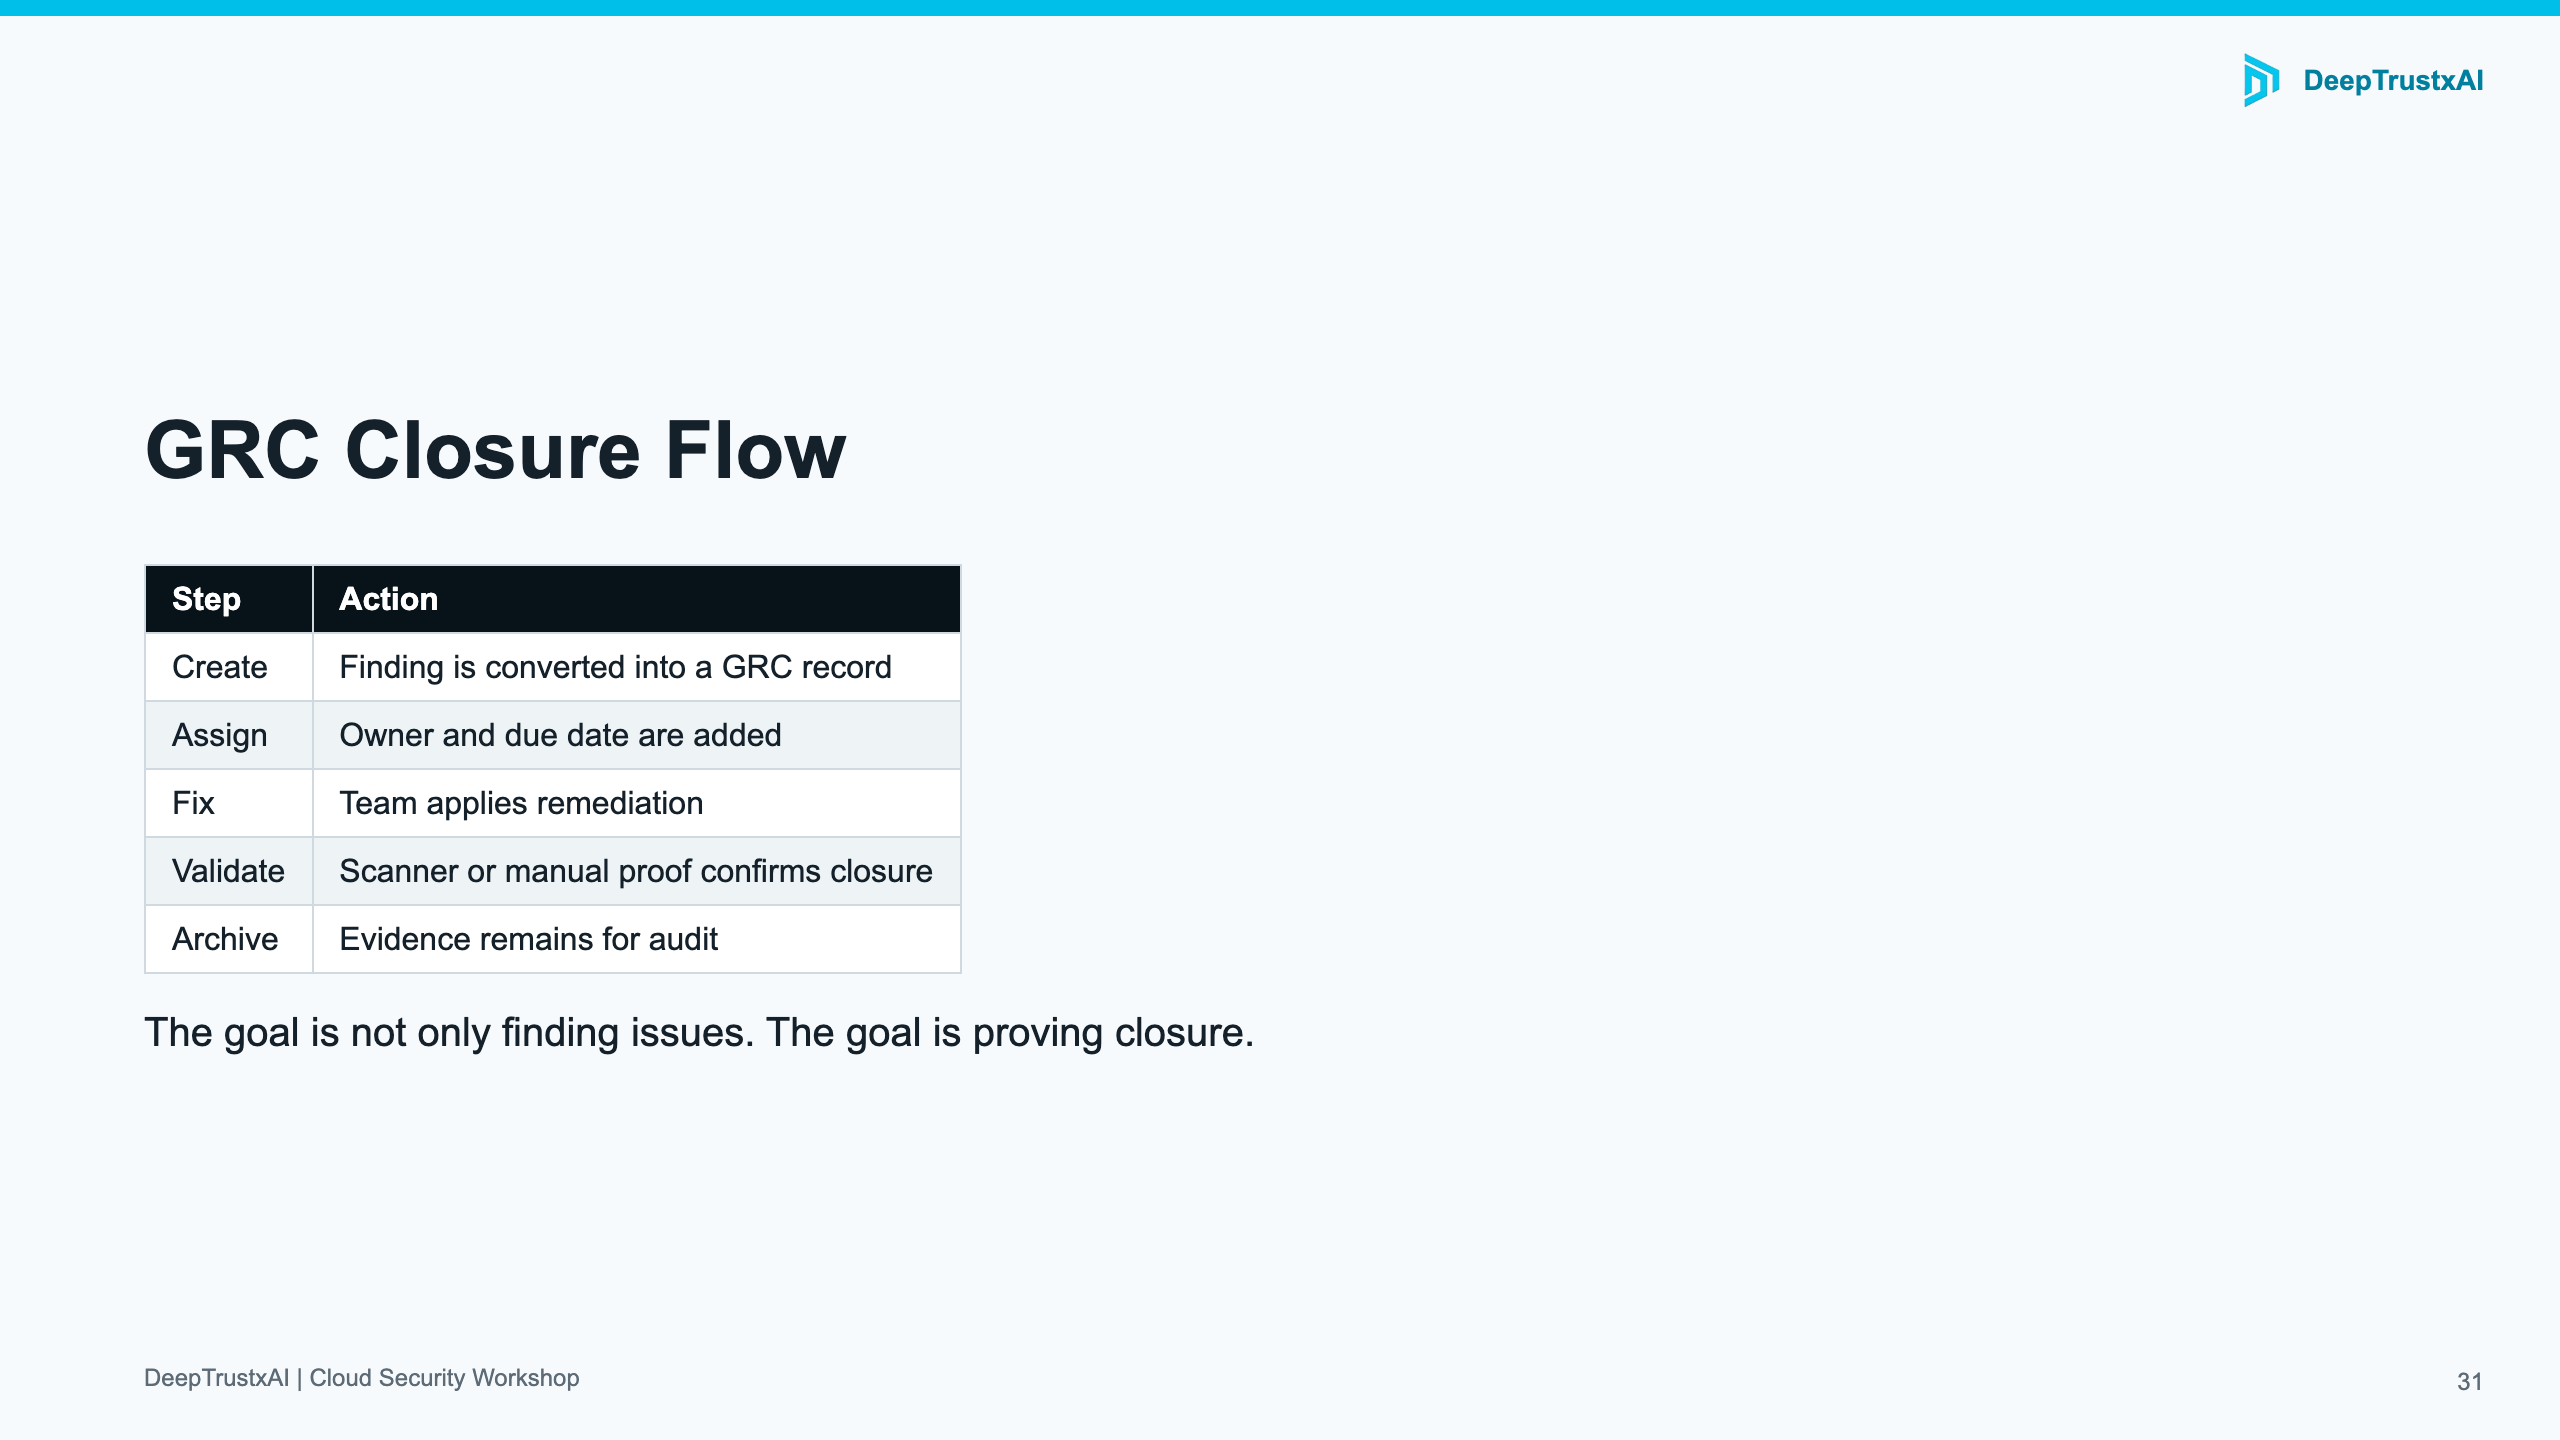 DeepTrustxAI
GRC Closure Flow
Step Action
Create Finding is converted into a GRC record
Assign Owner and due date are added
Fix Team applies remediation
Validate Scanner or manual proof confirms closure
Archive Evidence remains for audit
The goal is not only finding issues. The goal is proving closure.
DeepTrustxAI | Cloud Security Workshop
31